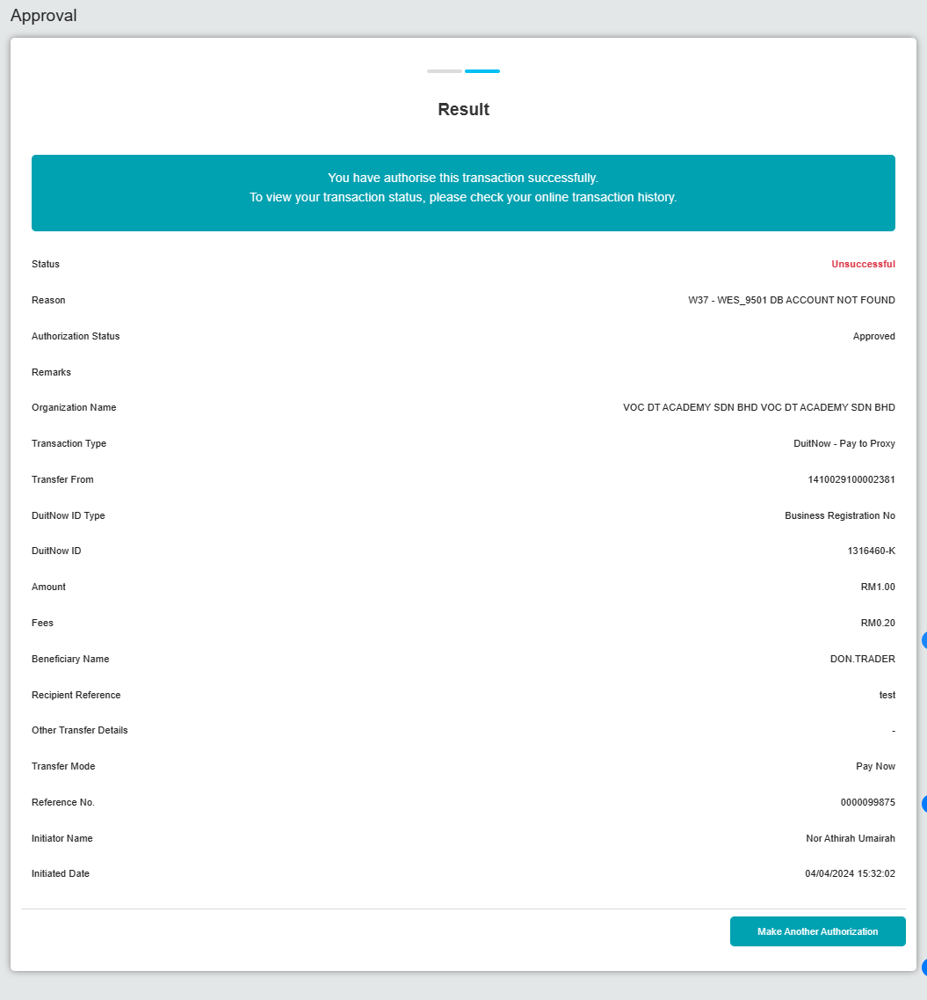 Approval
Result
You have authorise this transaction successfully.
To view your transaction status, please check your online transaction history.
Status Unsuccessful
Reason W37 - WES_9501 DB ACCOUNT NOT FOUND
Authorization Status Approved
Remarks
Organization Name VOC DT ACADEMY SDN BHD VOC DT ACADEMY SDN BHD
Transaction Type DuitNow - Pay to Proxy
Transfer From 1410029100002381
DuitNow ID Type Business Registration No
DuitNow ID 1316460-K
Amount RM1.00
Fees RM0.20
Beneficiary Name DON.TRADER
Recipient Reference test
Other Transfer Details -
Transfer Mode Pay Now
Reference No. 0000099875
Initiator Name Nor Athirah Umairah
Initiated Date 04/04/2024 15:32:02
Make Another Authorization